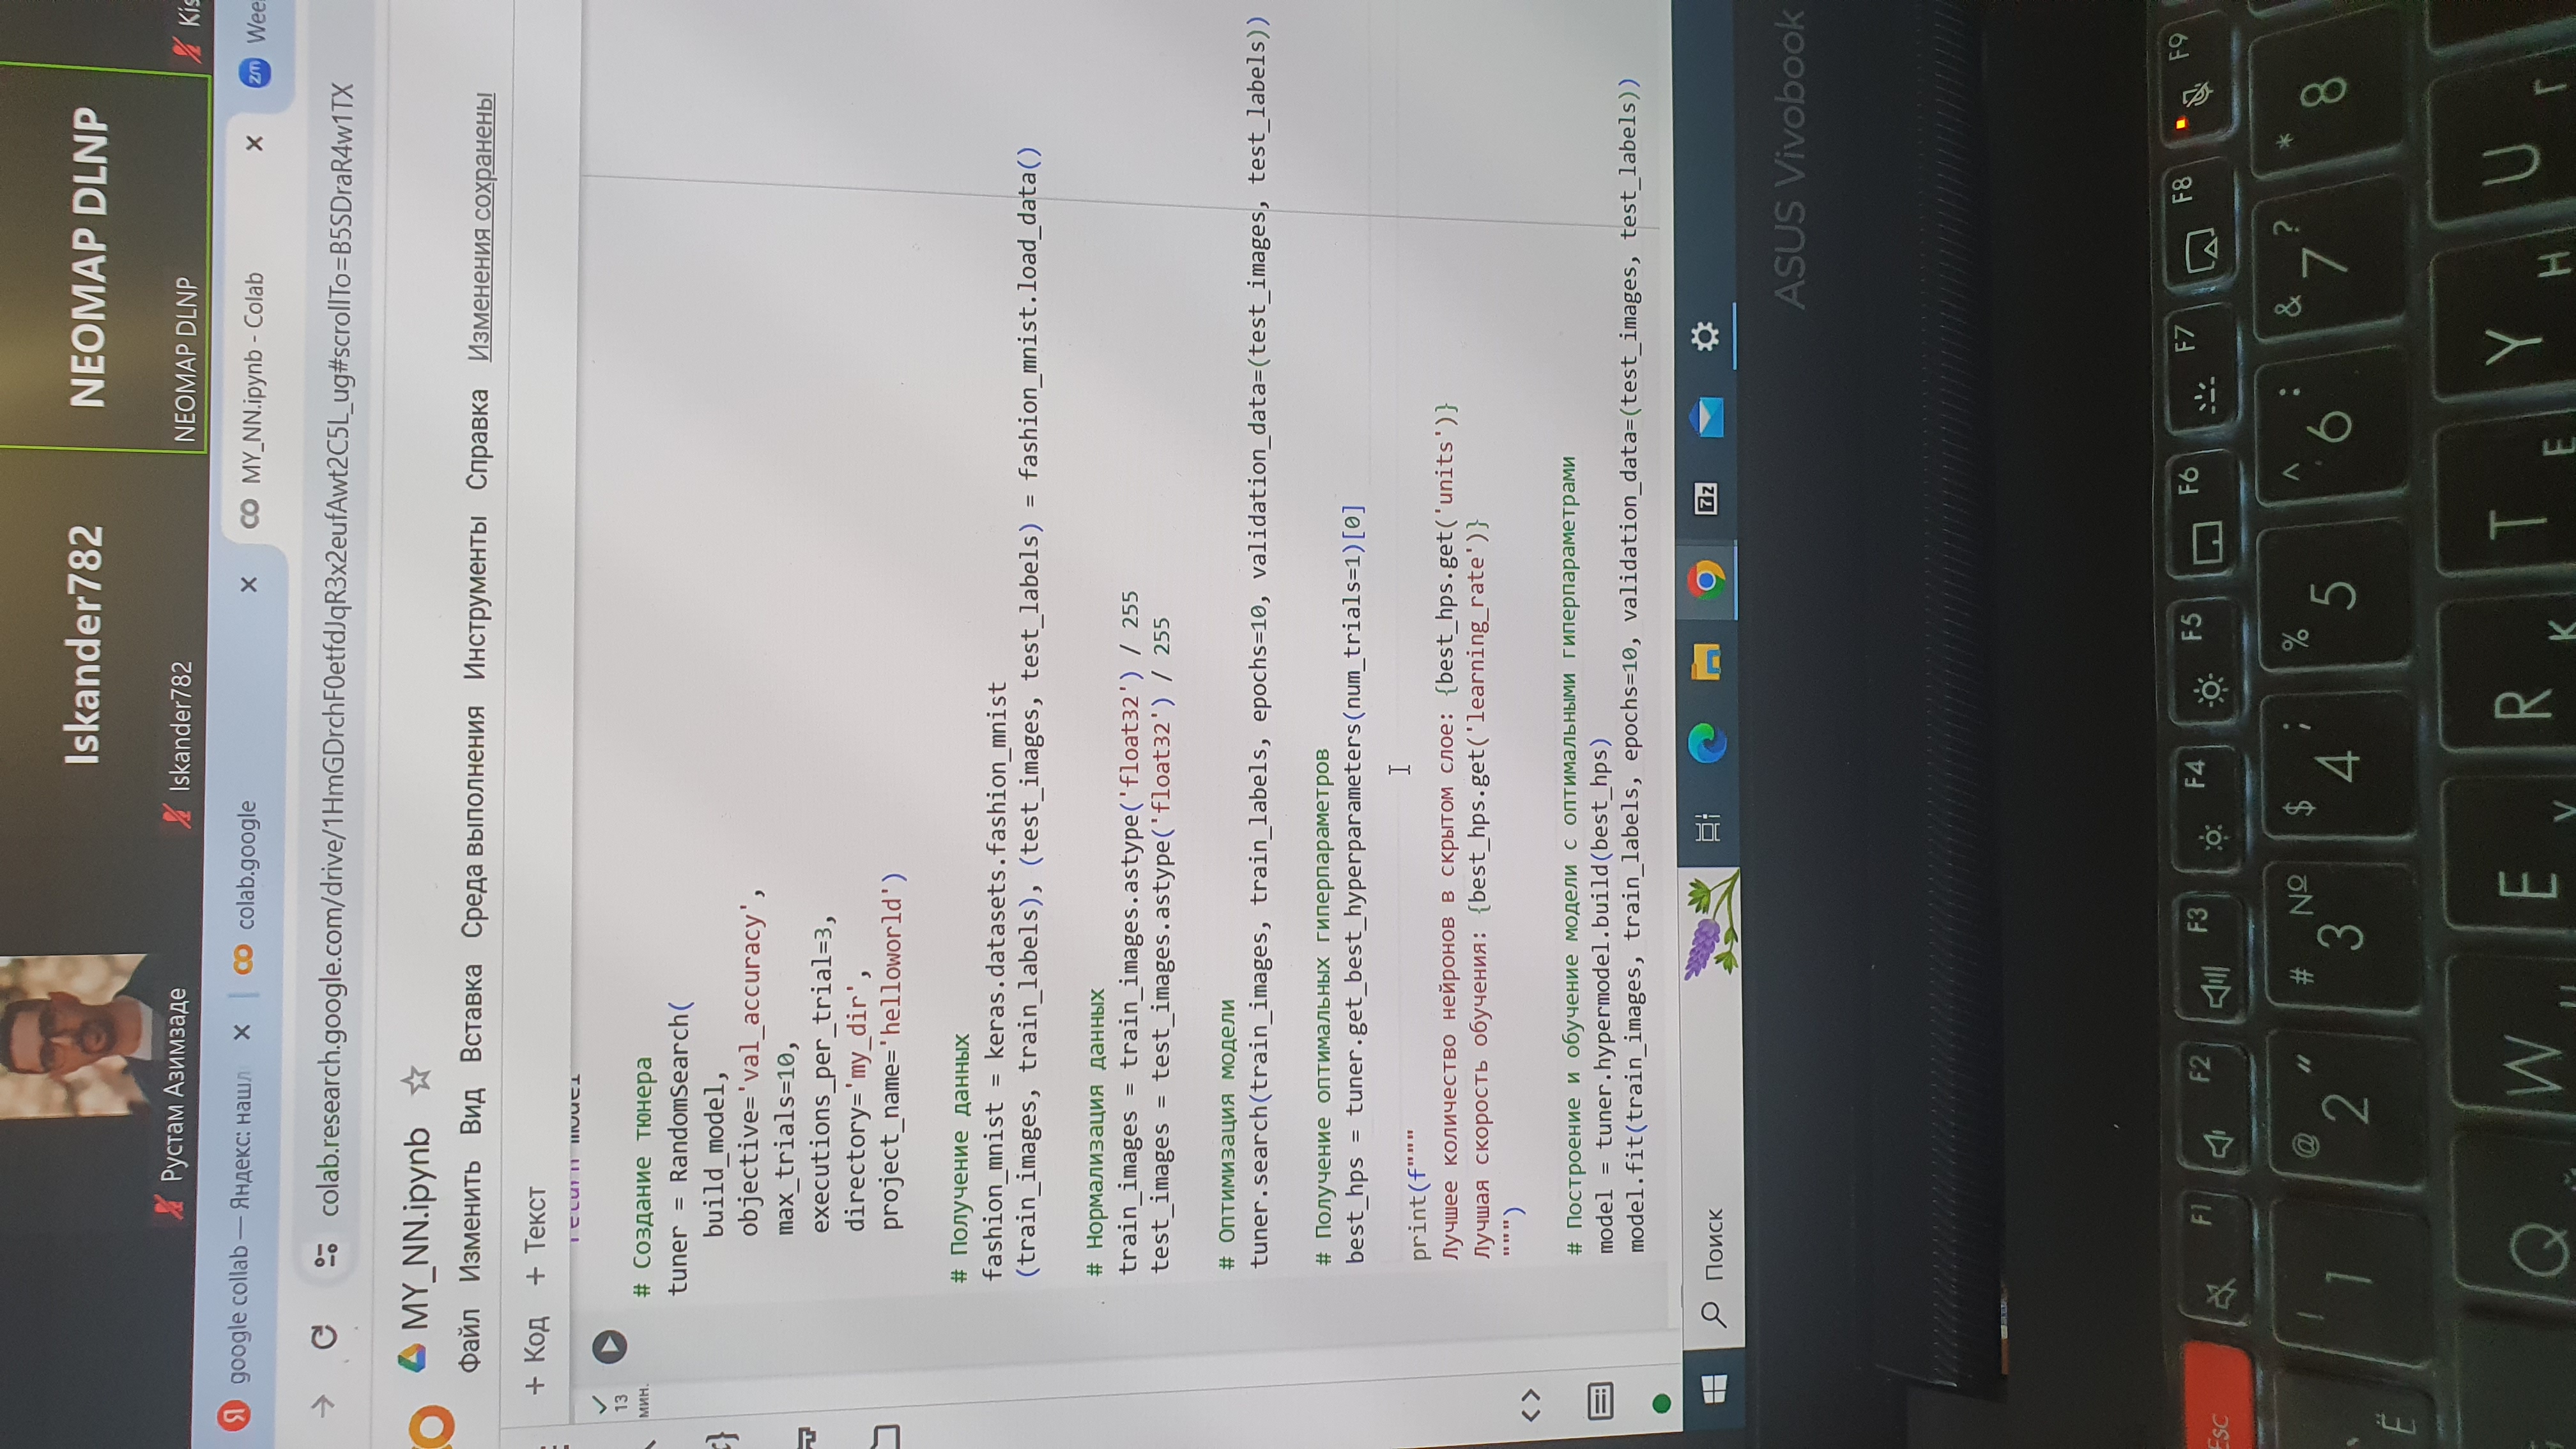 Iskander782
NEOMAP DLNP
Рустам Азимзаде
Iskander782
NEOMAP DLNP
google collab — Яндекс: нашл
colab.google
MY_NN.ipynb - Colab
zm
colab.research.google.com/drive/1HmGDrchF0etfdJqR3x2eufAwt2C5L_ug#scrollTo=B5SDraR4w1TX
MY_NN.ipynb
Файл Изменить Вид Вставка Среда выполнения Инструменты Справка Изменения сохранены
+ Код + Текст
return model
13
мин.
# Создание тюнера
tuner = RandomSearch(
build_model,
objective='val_accuracy',
max_trials=10,
executions_per_trial=3,
directory='my_dir',
project_name='helloworld')
# Получение данных
fashion_mnist = keras.datasets.fashion_mnist
(train_images, train_labels), (test_images, test_labels) = fashion_mnist.load_data()
# Нормализация данных
train_images = train_images.astype('float32') / 255
test_images = test_images.astype('float32') / 255
# Оптимизация модели
tuner.search(train_images, train_labels, epochs=10, validation_data=(test_images, test_labels))
# Получение оптимальных гиперпараметров
best_hps = tuner.get_best_hyperparameters(num_trials=1)[0]
print(f"""
Лучшее количество нейронов в скрытом слое: {best_hps.get('units')}
Лучшая скорость обучения: {best_hps.get('learning_rate')}
""")
# Построение и обучение модели с оптимальными гиперпараметрами
model = tuner.hypermodel.build(best_hps)
model.fit(train_images, train_labels, epochs=10, validation_data=(test_images, test_labels))
Поиск
7z
ASUS Vivobook
Esc F1 F2 F3 F4 F5 F6 F7 F8 F9
! @ " # № $ ; % ^ : & ? *
1 2 3 4 5 6 7 8
Ё
Q W E R T Y U
У К Е Н Г